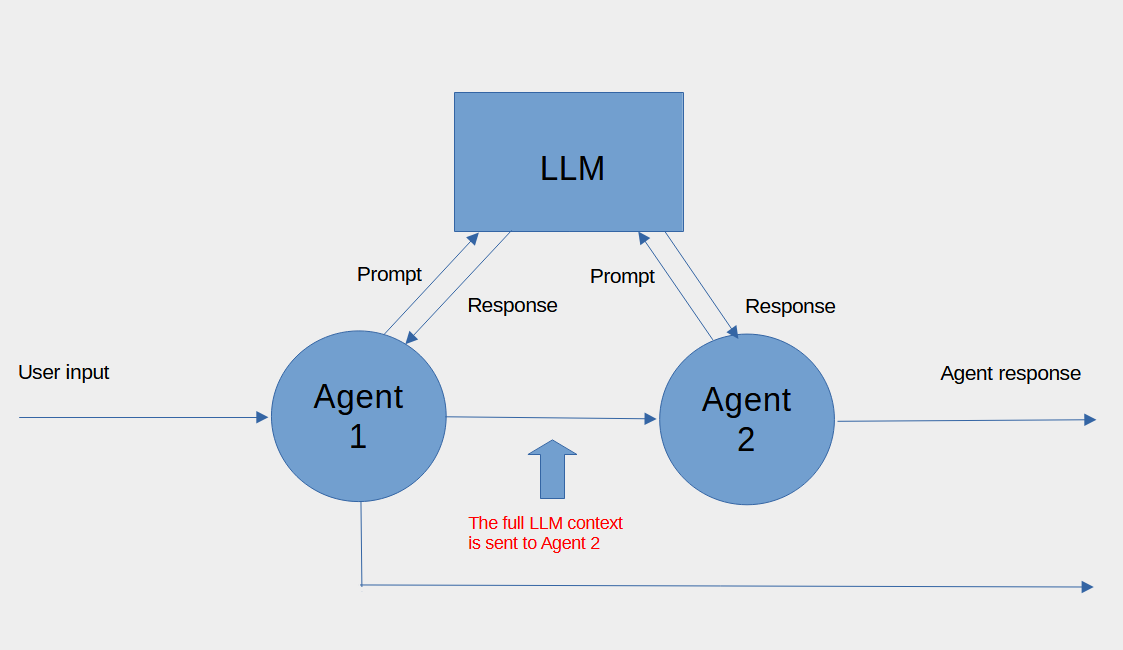 LLM
Prompt
Response
Prompt
Response
User input
Agent
1
Agent
2
Agent response
The full LLM context
is sent to Agent 2